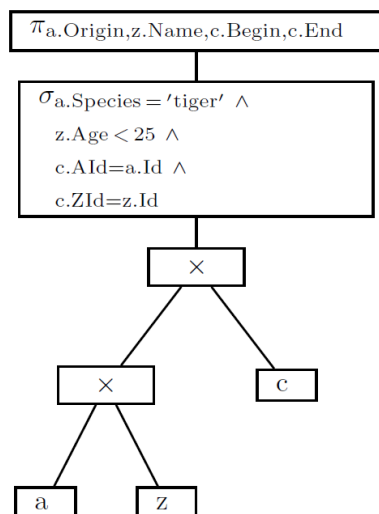 πa.Origin,z.Name,c.Begin,c.End
σa.Species='tiger' ∧
z.Age<25 ∧
c.AId=a.Id ∧
c.ZId=z.Id
×
×
c
a
z